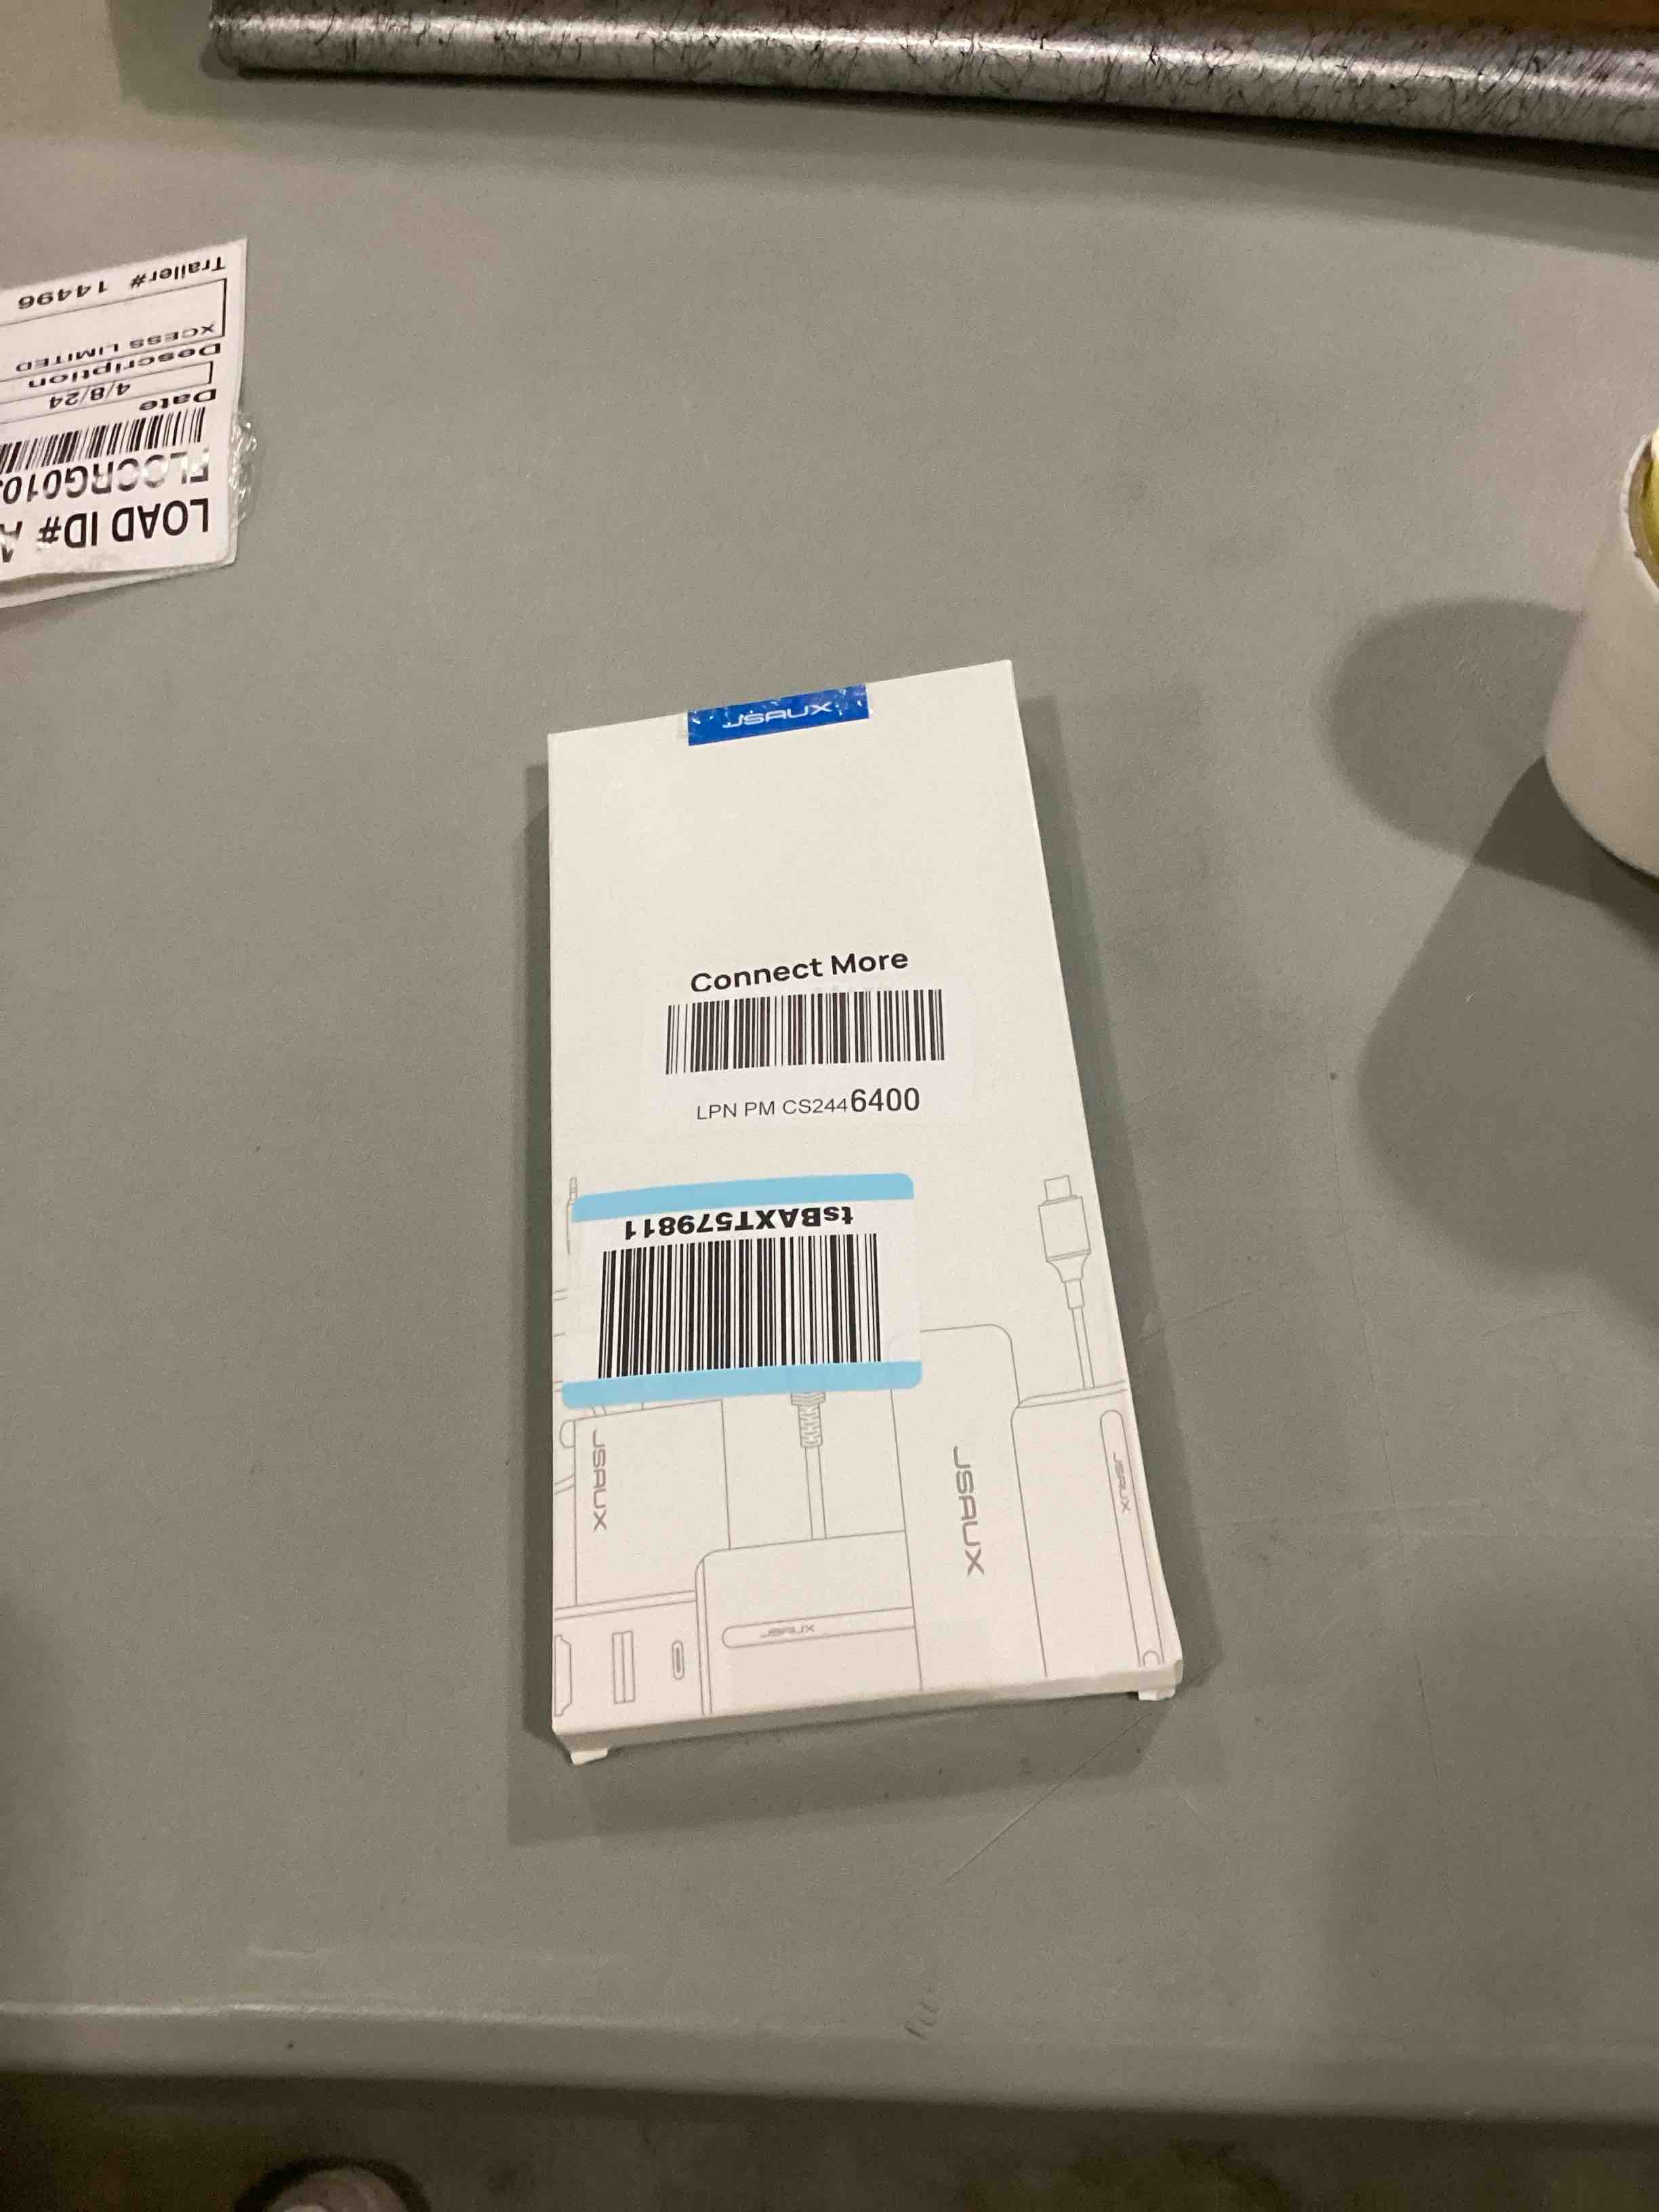 LOAD ID# A
FLCCRG010
Date
4/8/24
Description
XCESS LIMITED
Trailer# 14496
JSAUX
Connect More
LPN PM CS2446400
tsBAXT579811
JSAUX
JSAUX
JSAUX
JSAUX